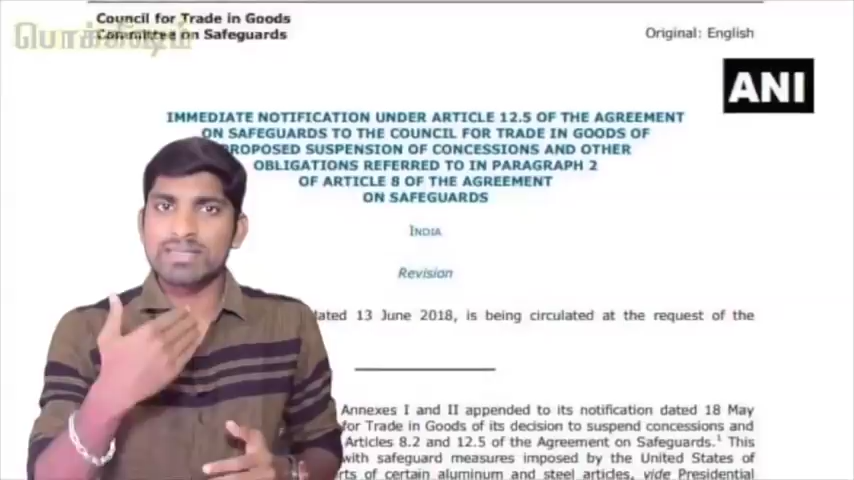 Council for Trade in Goods
Committee on Safeguards
Original: English
பொக்கிஷம்
ANI
IMMEDIATE NOTIFICATION UNDER ARTICLE 12.5 OF THE AGREEMENT
ON SAFEGUARDS TO THE COUNCIL FOR TRADE IN GOODS OF
PROPOSED SUSPENSION OF CONCESSIONS AND OTHER
OBLIGATIONS REFERRED TO IN PARAGRAPH 2
OF ARTICLE 8 OF THE AGREEMENT
ON SAFEGUARDS
INDIA
Revision
dated 13 June 2018, is being circulated at the request of the
Annexes I and II appended to its notification dated 18 May
for Trade in Goods of its decision to suspend concessions and
Articles 8.2 and 12.5 of the Agreement on Safeguards.1 This
with safeguard measures imposed by the United States of
of certain aluminum and steel articles, vide Presidential